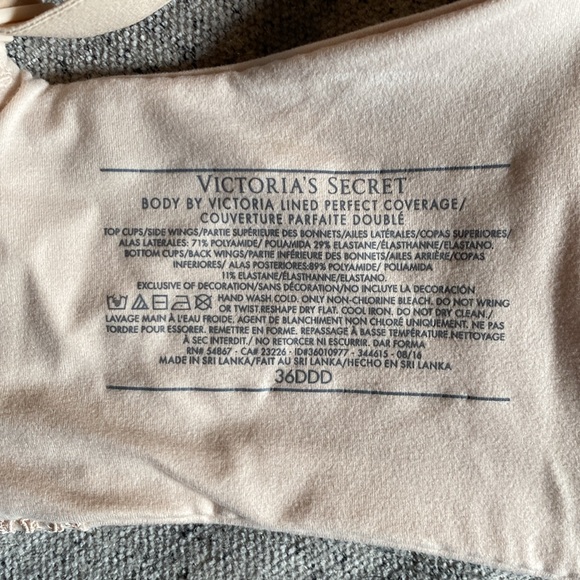 VICTORIA'S SECRET
BODY BY VICTORIA LINED PERFECT COVERAGE/
COUVERTURE PARFAITE DOUBLÉ
TOP CUPS/SIDE WINGS/PARTIE SUPÉRIEURE DES BONNETS/AILES LATÉRALES/COPAS SUPERIORES/
ALAS LATERALES: 71% POLYAMIDE/ POLIAMIDA 29% ELASTANE/ÉLASTHANNE/ELASTANO.
BOTTOM CUPS/BACK WINGS/PARTIE INFÉRIEURE DES BONNETS/AILES ARRIÈRE/COPAS
INFERIORES/ ALAS POSTERIORES:89% POLYAMIDE/ POLIAMIDA
11% ELASTANE/ÉLASTHANNE/ELASTANO.
EXCLUSIVE OF DECORATION/SANS DÉCORATION/NO INCLUYE LA DECORACIÓN
HAND WASH COLD. ONLY NON-CHLORINE BLEACH. DO NOT WRING
OR TWIST.RESHAPE DRY FLAT. COOL IRON. DO NOT DRY CLEAN./
LAVAGE MAIN À L'EAU FROIDE. AGENT DE BLANCHIMENT NON CHLORÉ UNIQUEMENT. NE PAS
TORDRE POUR ESSORER. REMETTRE EN FORME. REPASSAGE À BASSE TEMPÉRATURE.NETTOYAGE
À SEC INTERDIT./ NO RETORCER NI ESCURRIR. DAR FORMA
RN# 54867 • CA# 23226 • ID#36010977 • 344615 • 08/16
MADE IN SRI LANKA/FAIT AU SRI LANKA/HECHO EN SRI LANKA
36DDD